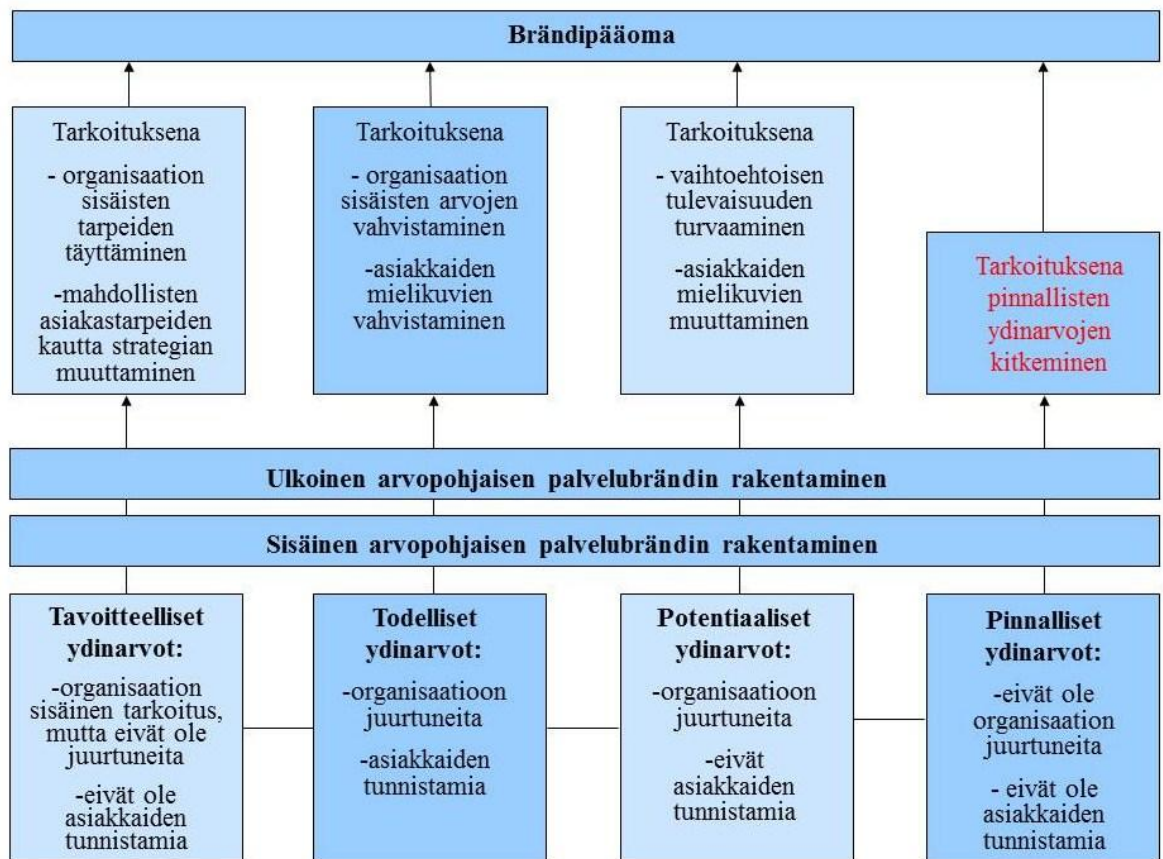 Brändipääoma
Tarkoituksena
- organisaation
sisäisten
tarpeiden
täyttäminen
-mahdollisten
asiakastarpeiden
kautta strategian
muuttaminen
Tarkoituksena
- organisaation
sisäisten arvojen
vahvistaminen
-asiakkaiden
mielikuvien
vahvistaminen
Tarkoituksena
- vaihtoehtoisen
tulevaisuuden
turvaaminen
-asiakkaiden
mielikuvien
muuttaminen
Tarkoituksena
pinnallisten
ydinarvojen
kitkeminen
Ulkoinen arvopohjaisen palvelubrändin rakentaminen
Sisäinen arvopohjaisen palvelubrändin rakentaminen
Tavoitteelliset
ydinarvot:
-organisaation
sisäinen tarkoitus,
mutta eivät ole
juurtuneita
-eivät ole
asiakkaiden
tunnistamia
Todelliset
ydinarvot:
-organisaatioon
juurtuneita
-asiakkaiden
tunnistamia
Potentiaaliset
ydinarvot:
-organisaatioon
juurtuneita
-eivät
asiakkaiden
tunnistamia
Pinnalliset
ydinarvot:
-eivät ole
organisaation
juurtuneita
- eivät ole
asiakkaiden
tunnistamia